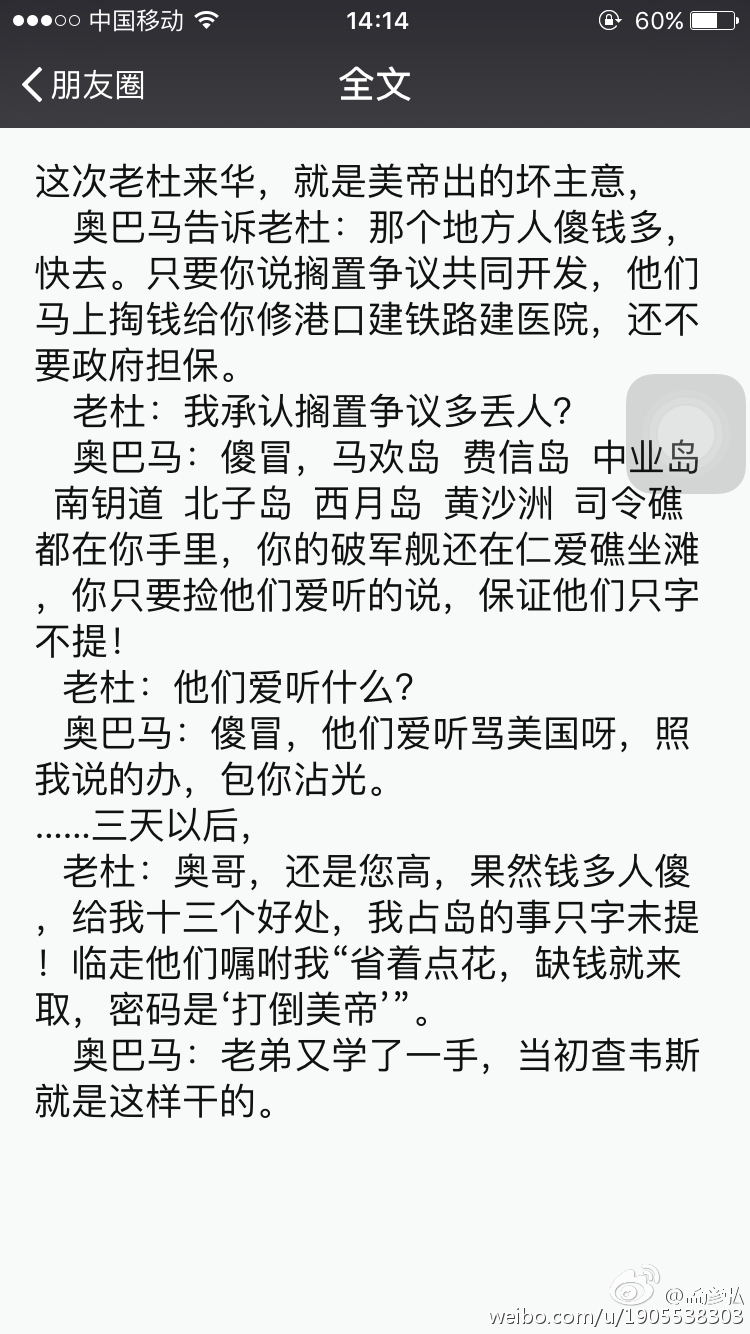 中国移动 14:14 60%
朋友圈 全文
这次老杜来华，就是美帝出的坏主意，
奥巴马告诉老杜：那个地方人傻钱多，
快去。只要你说搁置争议共同开发，他们
马上掏钱给你修港口建铁路建医院，还不
要政府担保。
老杜：我承认搁置争议多丢人？
奥巴马：傻冒，马欢岛 费信岛 中业岛
南钥道 北子岛 西月岛 黄沙洲 司令礁
都在你手里，你的破军舰还在仁爱礁坐滩
，你只要捡他们爱听的说，保证他们只字
不提！
老杜：他们爱听什么？
奥巴马：傻冒，他们爱听骂美国呀，照
我说的办，包你沾光。
……三天以后，
老杜：奥哥，还是您高，果然钱多人傻
，给我十三个好处，我占岛的事只字未提
！临走他们嘱咐我“省着点花，缺钱就来
取，密码是‘打倒美帝’”。
奥巴马：老弟又学了一手，当初查韦斯
就是这样干的。
weibo.com/u/1905538303